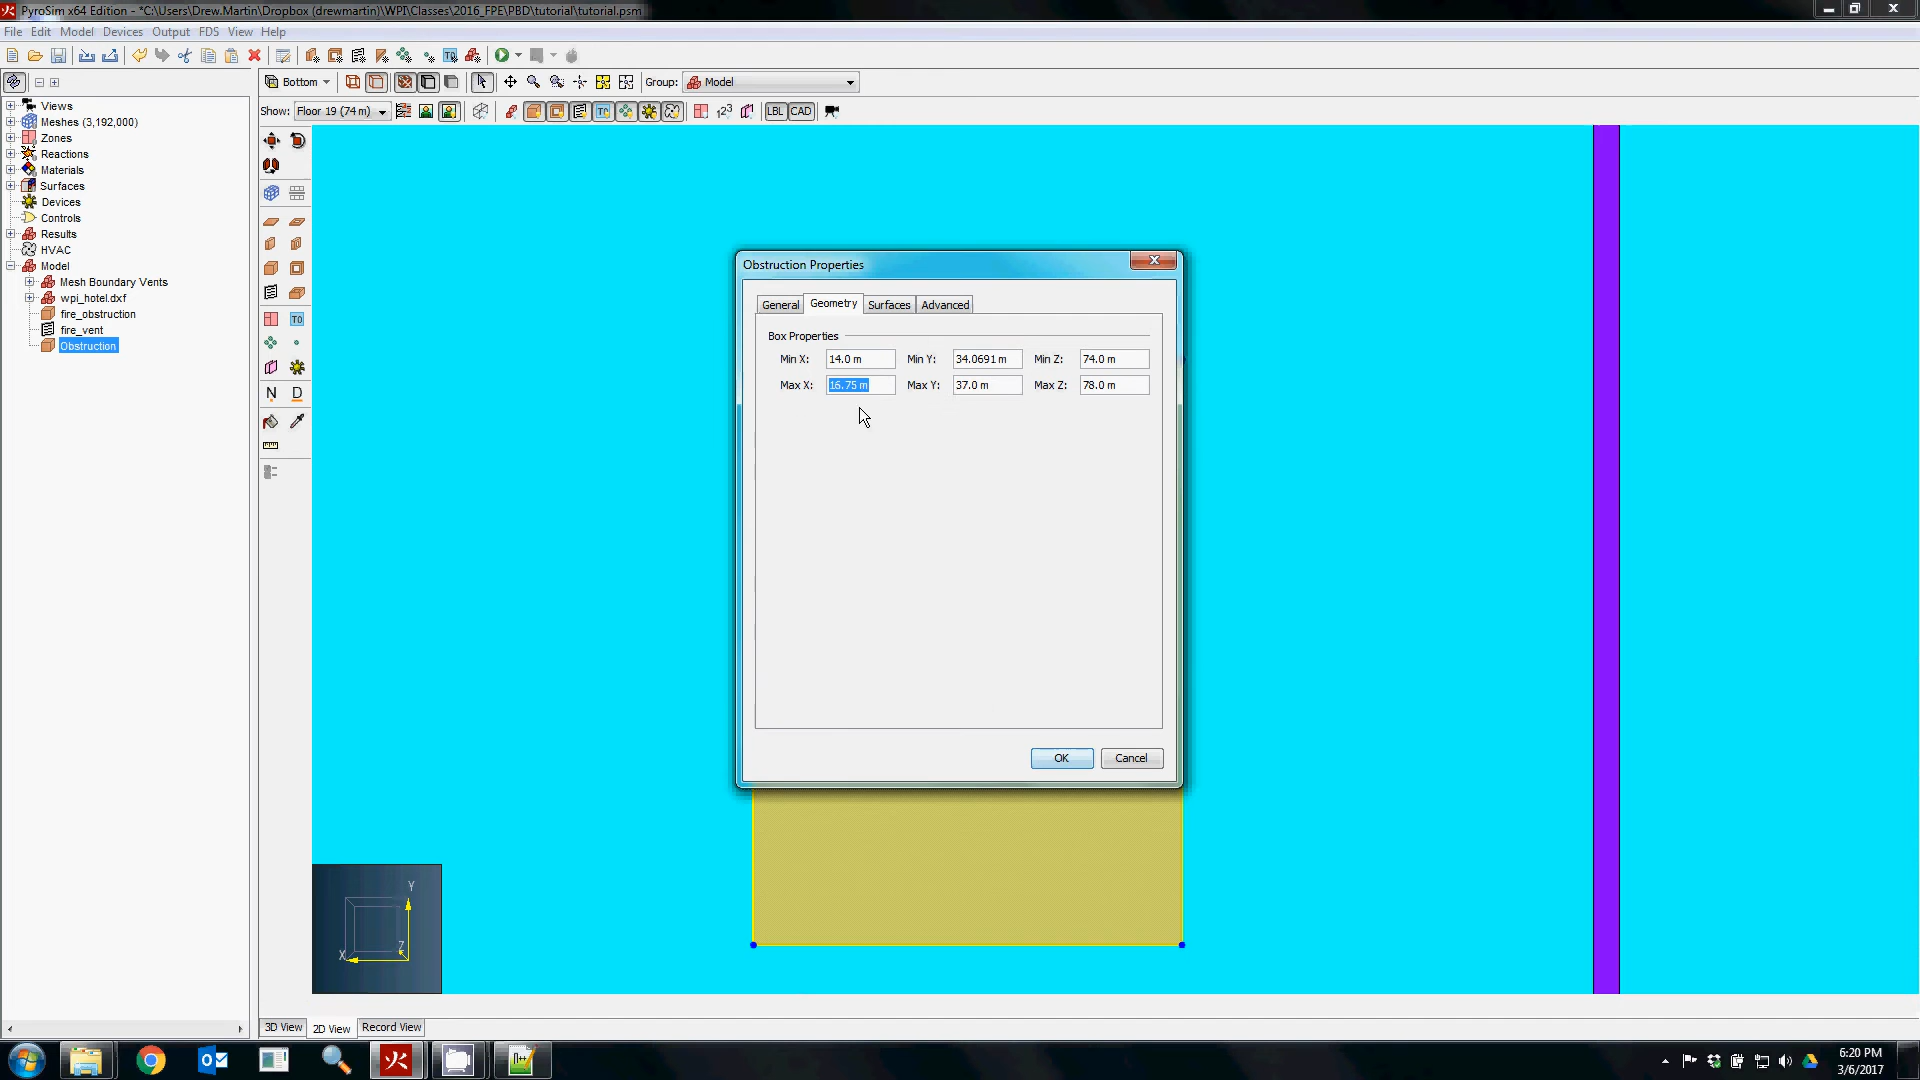 PyroSim x64 Edition - *C:\Users\Drew.Martin\Dropbox (drewmartin)\WPI\Classes\2016_FPE\PBD\tutorial\tutorial.psm
File Edit Model Devices Output FDS View Help
Bottom Group: Model
Show: Floor 19 (74 m) LBL CAD
Views
Meshes (3,192,000)
Zones
Reactions
Materials
Surfaces
Devices
Controls
Results
HVAC
Model
Mesh Boundary Vents
wpi_hotel.dxf
fire_obstruction
fire_vent
Obstruction
N D
Obstruction Properties
General Geometry Surfaces Advanced
Box Properties
Min X: 14.0 m Min Y: 34.0691 m Min Z: 74.0 m
Max X: 16.75 m Max Y: 37.0 m Max Z: 78.0 m
OK Cancel
Y
X Z
3D View 2D View Record View
6:20 PM
3/6/2017